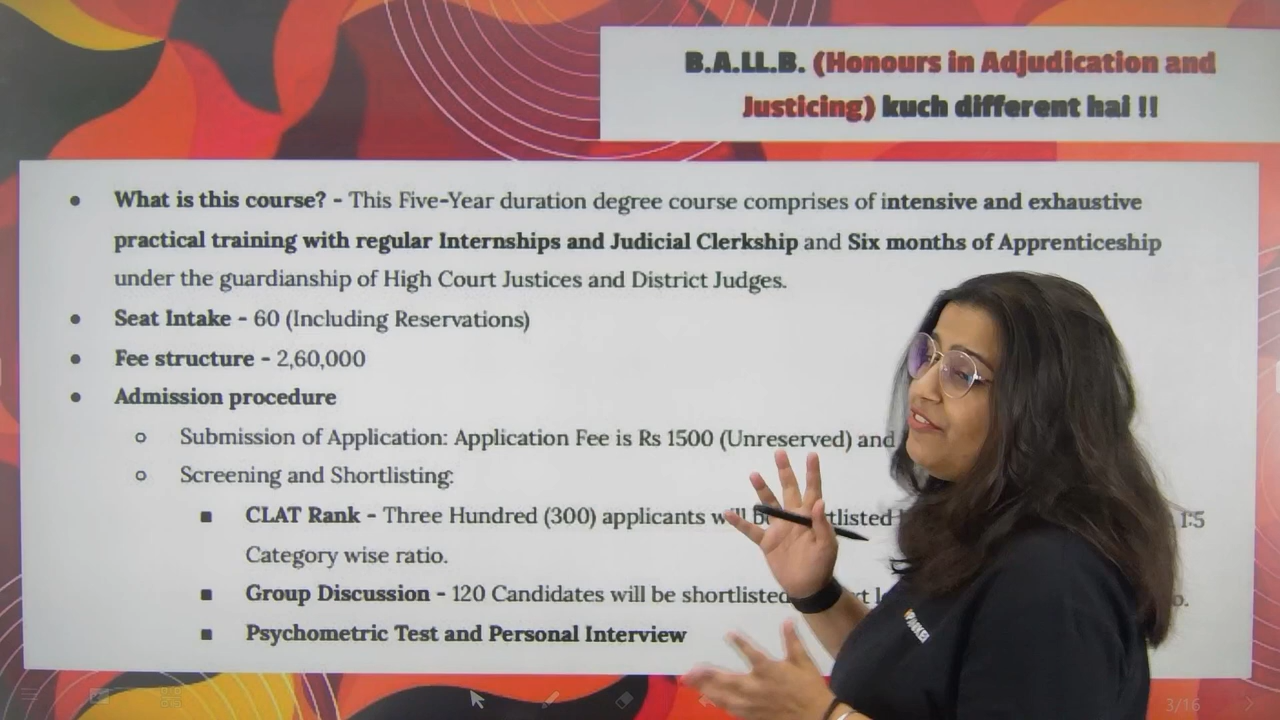 B.A.LL.B. (Honours in Adjudication and
Justicing) kuch different hai !!
● What is this course? - This Five-Year duration degree course comprises of intensive and exhaustive
practical training with regular Internships and Judicial Clerkship and Six months of Apprenticeship
under the guardianship of High Court Justices and District Judges.
● Seat Intake - 60 (Including Reservations)
● Fee structure - 2,60,000
● Admission procedure
○ Submission of Application: Application Fee is Rs 1500 (Unreserved) and
○ Screening and Shortlisting:
■ CLAT Rank - Three Hundred (300) applicants will 1:5
Category wise ratio.
■ Group Discussion - 120 Candidates will be shortlisted
■ Psychometric Test and Personal Interview
3/16